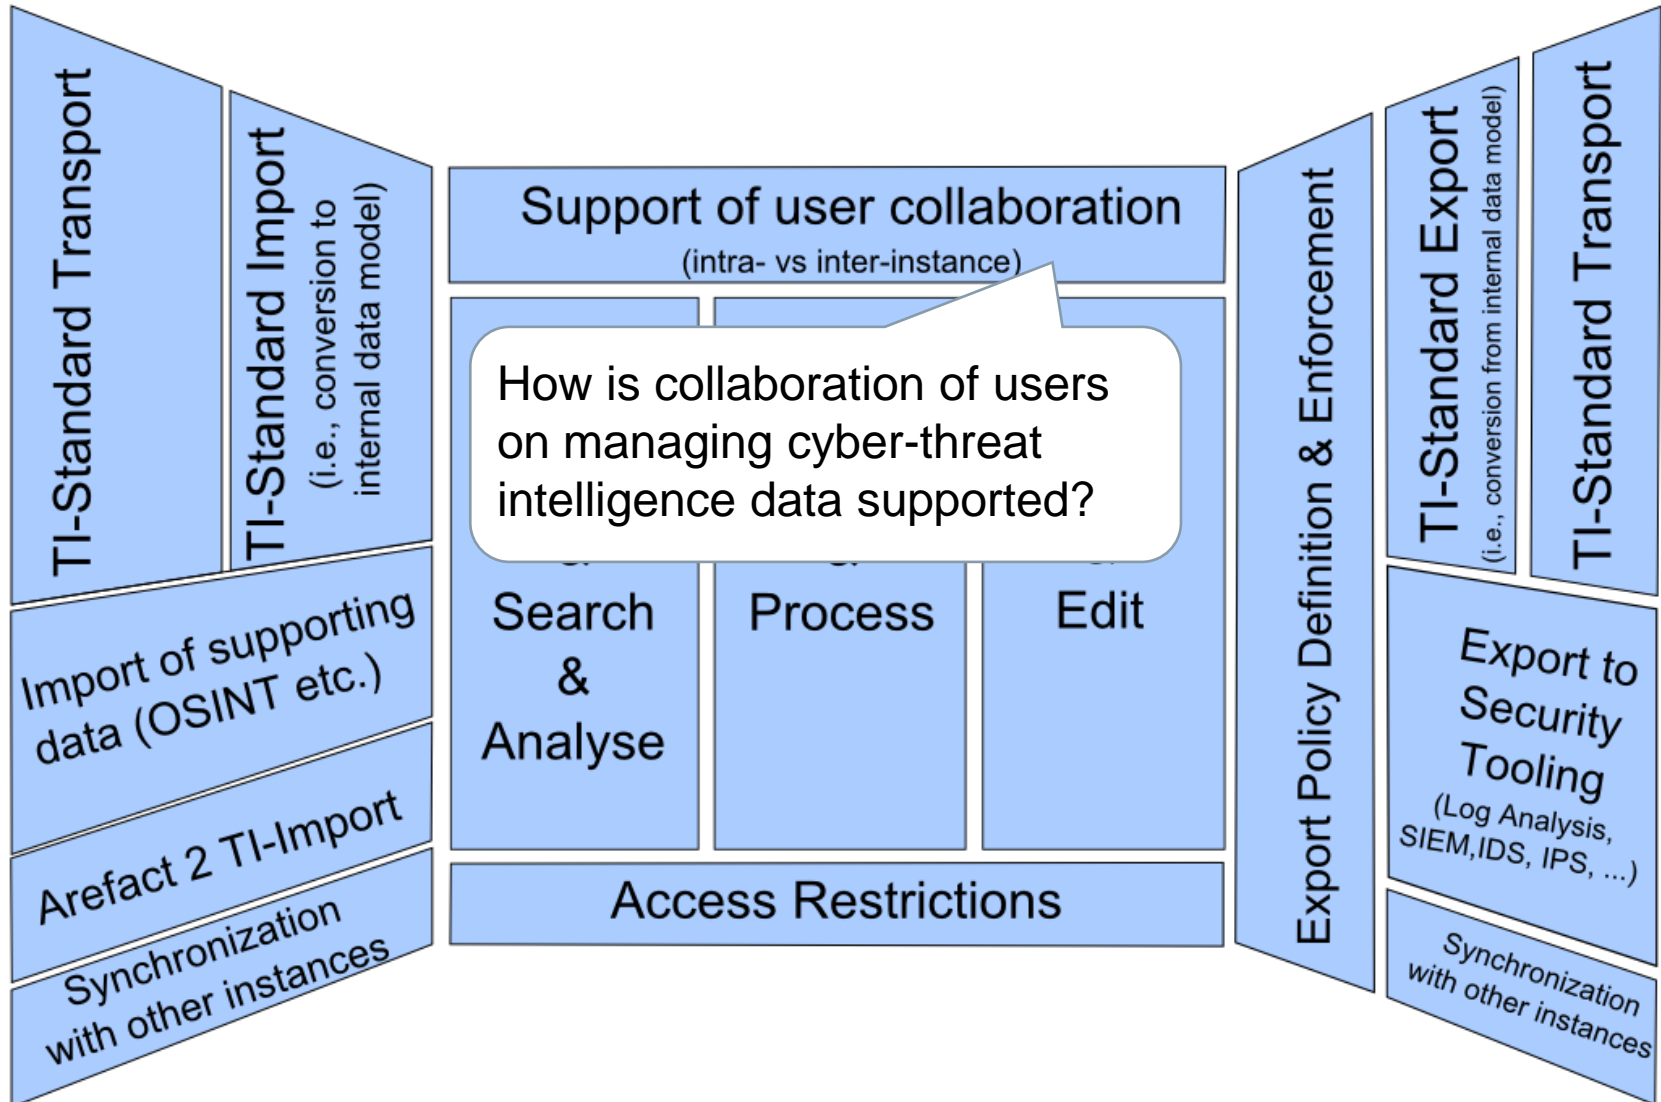 TI-Standard Transport
TI-Standard Import
(i.e., conversion to
internal data model)
Import of supporting
data (OSINT etc.)
Arefact 2 TI-Import
Synchronization
with other instances
Support of user collaboration
(intra- vs inter-instance)
How is collaboration of users
on managing cyber-threat
intelligence data supported?
Search
&
Analyse
Process
Edit
Access Restrictions
Export Policy Definition & Enforcement
TI-Standard Export
(i.e., conversion from internal data model)
TI-Standard Transport
Export to
Security
Tooling
(Log Analysis,
SIEM,IDS, IPS, ...)
Synchronization
with other instances